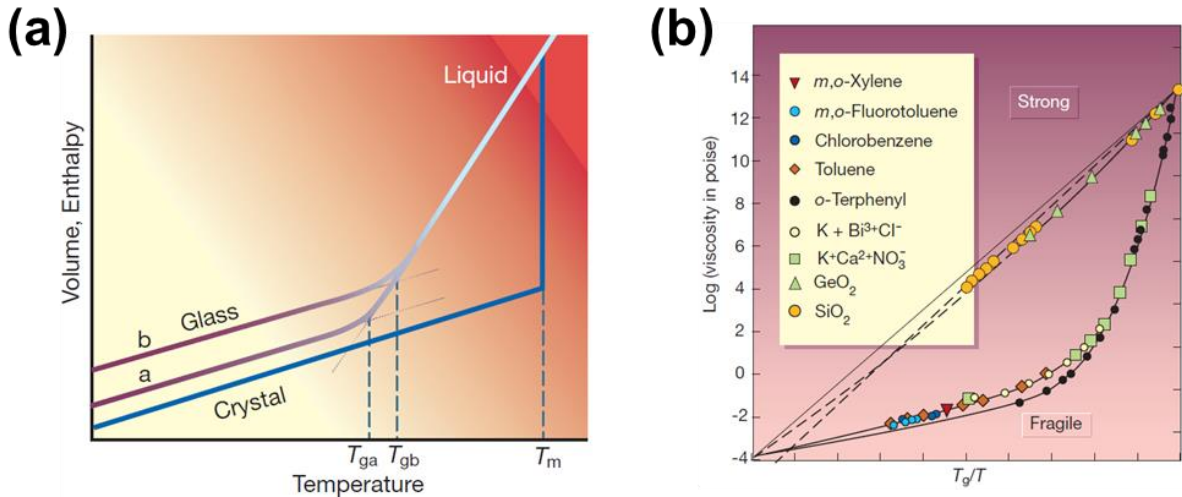 (a)
Volume, Enthalpy
Liquid
b
Glass
a
Crystal
Tga
Tgb
Tm
Temperature
(b)
Log (viscosity in poise)
14
12
10
8
6
4
2
0
-2
-4
m,o-Xylene
m,o-Fluorotoluene
Chlorobenzene
Toluene
o-Terphenyl
K + Bi³⁺Cl⁻
K⁺Ca²⁺NO₃⁻
GeO₂
SiO₂
Strong
Fragile
Tg/T